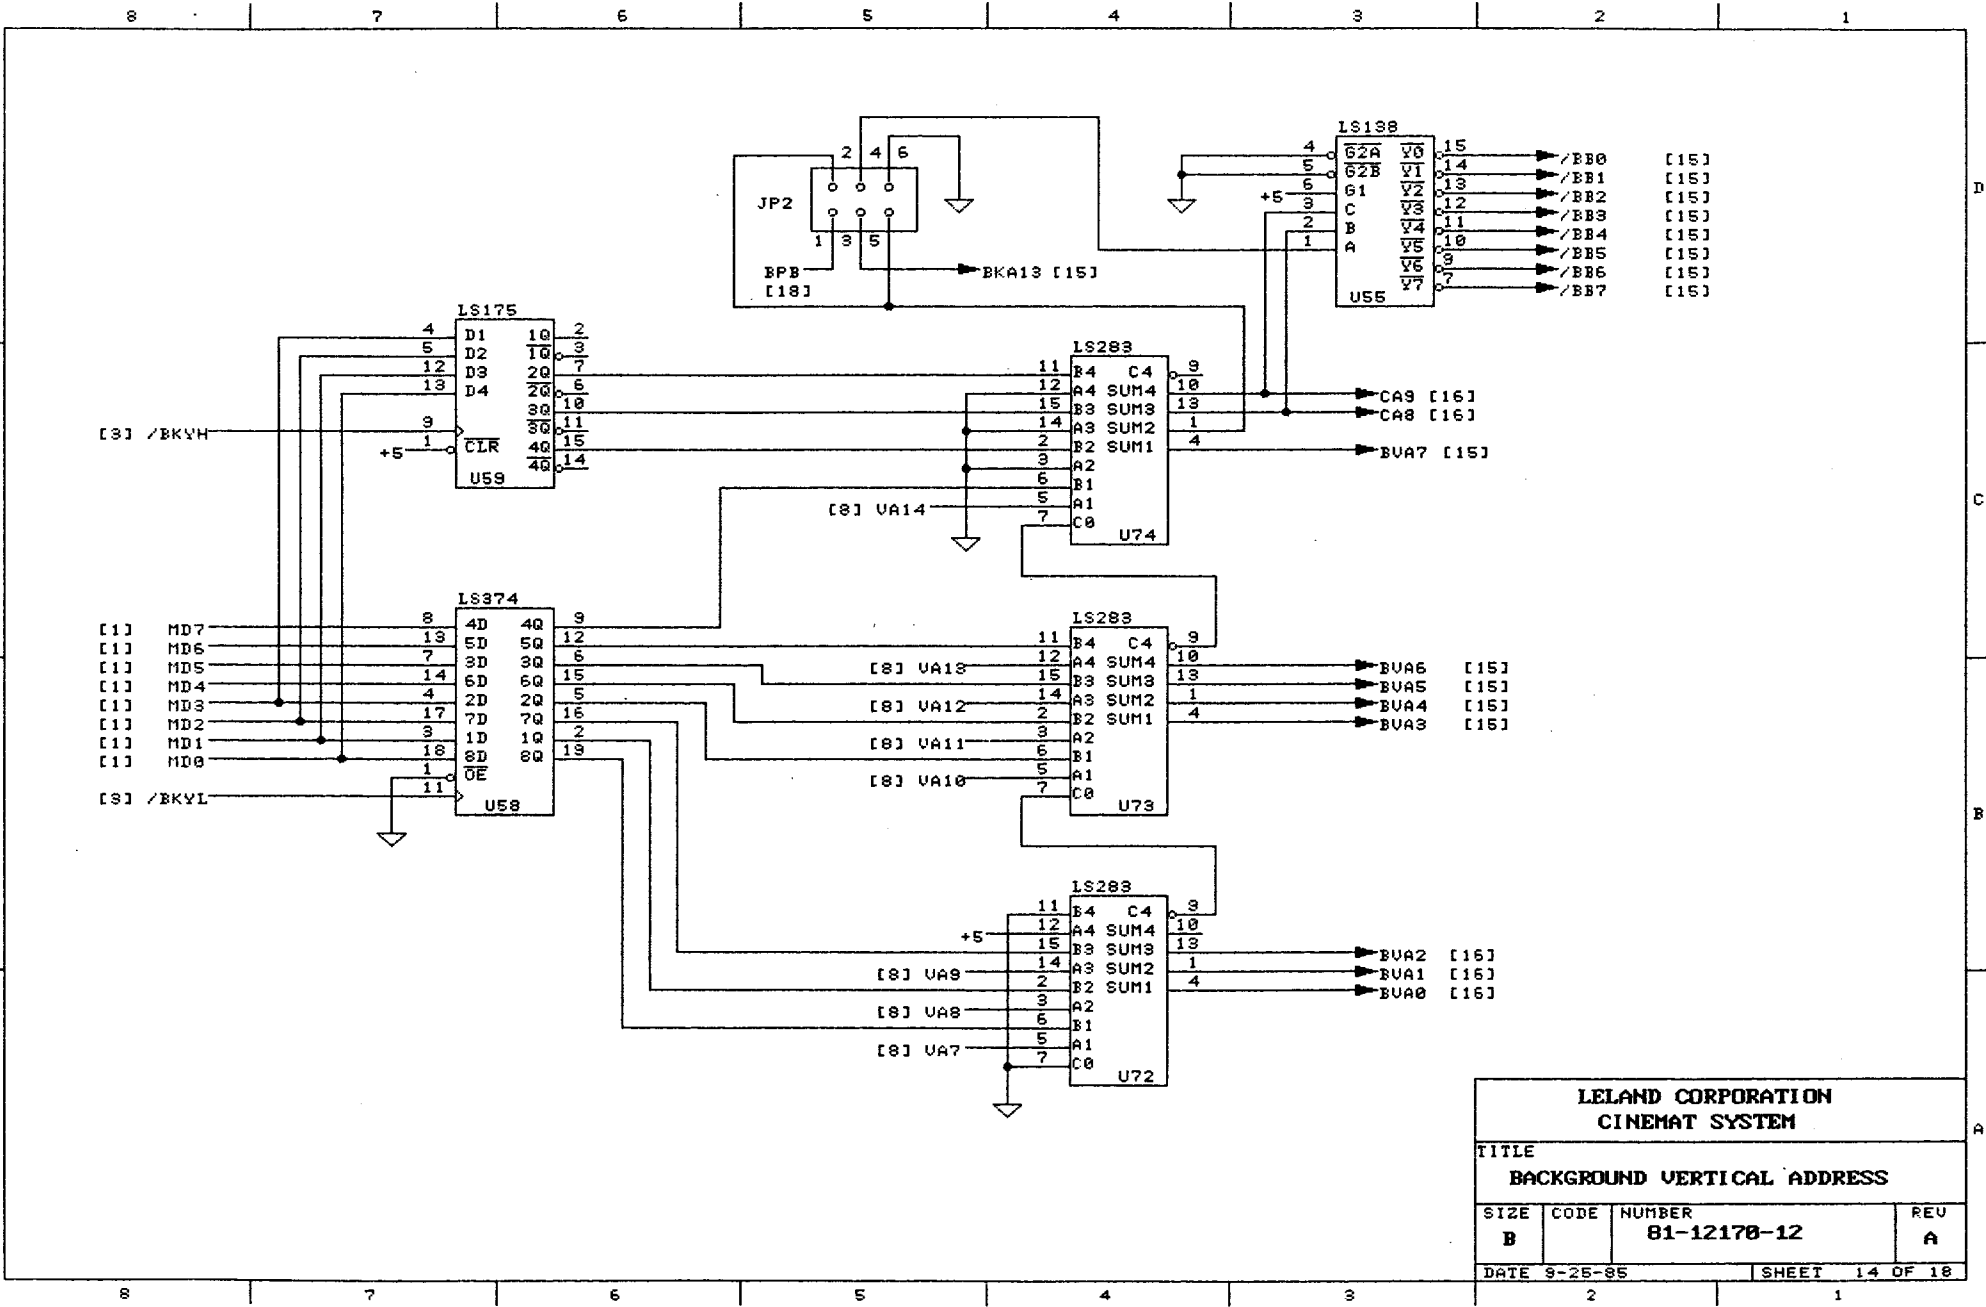 8 7 6 5 4 3 2 1
LS138
4 G2A Y0 15 /BB0 [15]
5 G2B Y1 14 /BB1 [15]
+5 6 G1 Y2 13 /BB2 [15]
3 C Y3 12 /BB3 [15]
2 B Y4 11 /BB4 [15]
1 A Y5 10 /BB5 [15]
Y6 9 /BB6 [15]
Y7 7 /BB7 [15]
U55
D
2 4 6
JP2
1 3 5
BPB
[18]
BKA13 [15]
LS175
4 D1 1Q 2
5 D2 1Q 3
12 D3 2Q 7
13 D4 2Q 6
3Q 10
[3] /BKYH 9 3Q 11
+5 1 CLR 4Q 15
4Q 14
U59
LS283
11 B4 C4 9
12 A4 SUM4 10 CA9 [16]
15 B3 SUM3 13 CA8 [16]
14 A3 SUM2 1
2 B2 SUM1 4 BVA7 [15]
3 A2
6 B1
[8] VA14 5 A1
7 C0
U74
C
LS374
[1] MD7 8 4D 4Q 9
[1] MD6 13 5D 5Q 12
[1] MD5 7 3D 3Q 6
[1] MD4 14 6D 6Q 15
[1] MD3 4 2D 2Q 5
[1] MD2 17 7D 7Q 16
[1] MD1 3 1D 1Q 2
[1] MD0 18 8D 8Q 19
1 OE
[3] /BKYL 11
U58
LS283
11 B4 C4 9
[8] VA13 12 A4 SUM4 10 BVA6 [15]
15 B3 SUM3 13 BVA5 [15]
[8] VA12 14 A3 SUM2 1 BVA4 [15]
2 B2 SUM1 4 BVA3 [15]
[8] VA11 3 A2
6 B1
[8] VA10 5 A1
7 C0
U73
B
LS283
11 B4 C4 9
+5 12 A4 SUM4 10
15 B3 SUM3 13 BVA2 [16]
[8] VA9 14 A3 SUM2 1 BVA1 [16]
2 B2 SUM1 4 BVA0 [16]
[8] VA8 3 A2
6 B1
[8] VA7 5 A1
7 C0
U72
A
LELAND CORPORATION
CINEMAT SYSTEM
TITLE
BACKGROUND VERTICAL ADDRESS
SIZE CODE NUMBER REV
B 81-12170-12 A
DATE 9-25-85 SHEET 14 OF 18
8 7 6 5 4 3 2 1